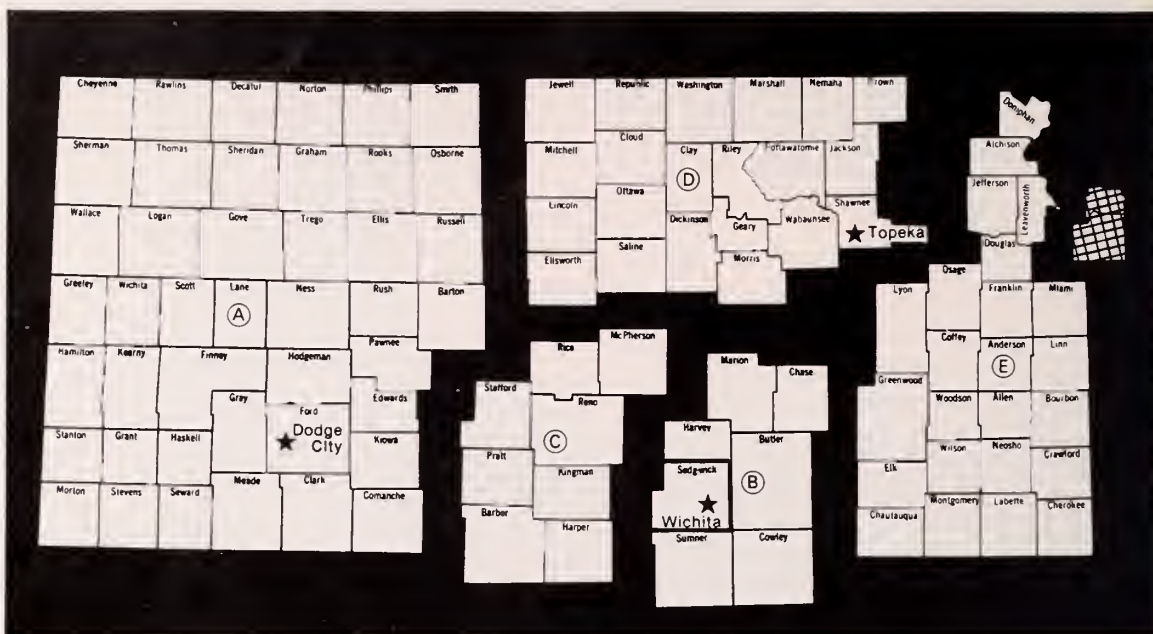 Cheyenne Rawlins Decatur Norton Phillips Smith
Sherman Thomas Sheridan Graham Rooks Osborne
Wallace Logan Gove Trego Ellis Russell
Greeley Wichita Scott Lane Ness Rush Barton
A
Pawnee
Hamilton Kearny Finney Hodgeman
Gray Ford Edwards
Dodge
City
Stanton Grant Haskell Kiowa
Meade Clark
Morton Stevens Seward Comanche
Jewell Republic Washington Marshall Nemaha Brown
Mitchell Cloud Clay Riley Pottawatomie Jackson
D
Lincoln Ottawa Dickinson Geary Wabaunsee Shawnee
Topeka
Ellsworth Saline Morris
Rice McPherson
Stafford Reno
C
Pratt Kingman
Barber Harper
Marion Chase
Harvey Butler
Sedgwick
B
Wichita
Sumner Cowley
Doniphan
Atchison
Jefferson Leavenworth
Douglas
Osage
Lyon Franklin Miami
Coffey Anderson Linn
E
Greenwood Woodson Allen Bourbon
Wilson Neosho Crawford
Elk
Montgomery Labette Cherokee
Chautauqua